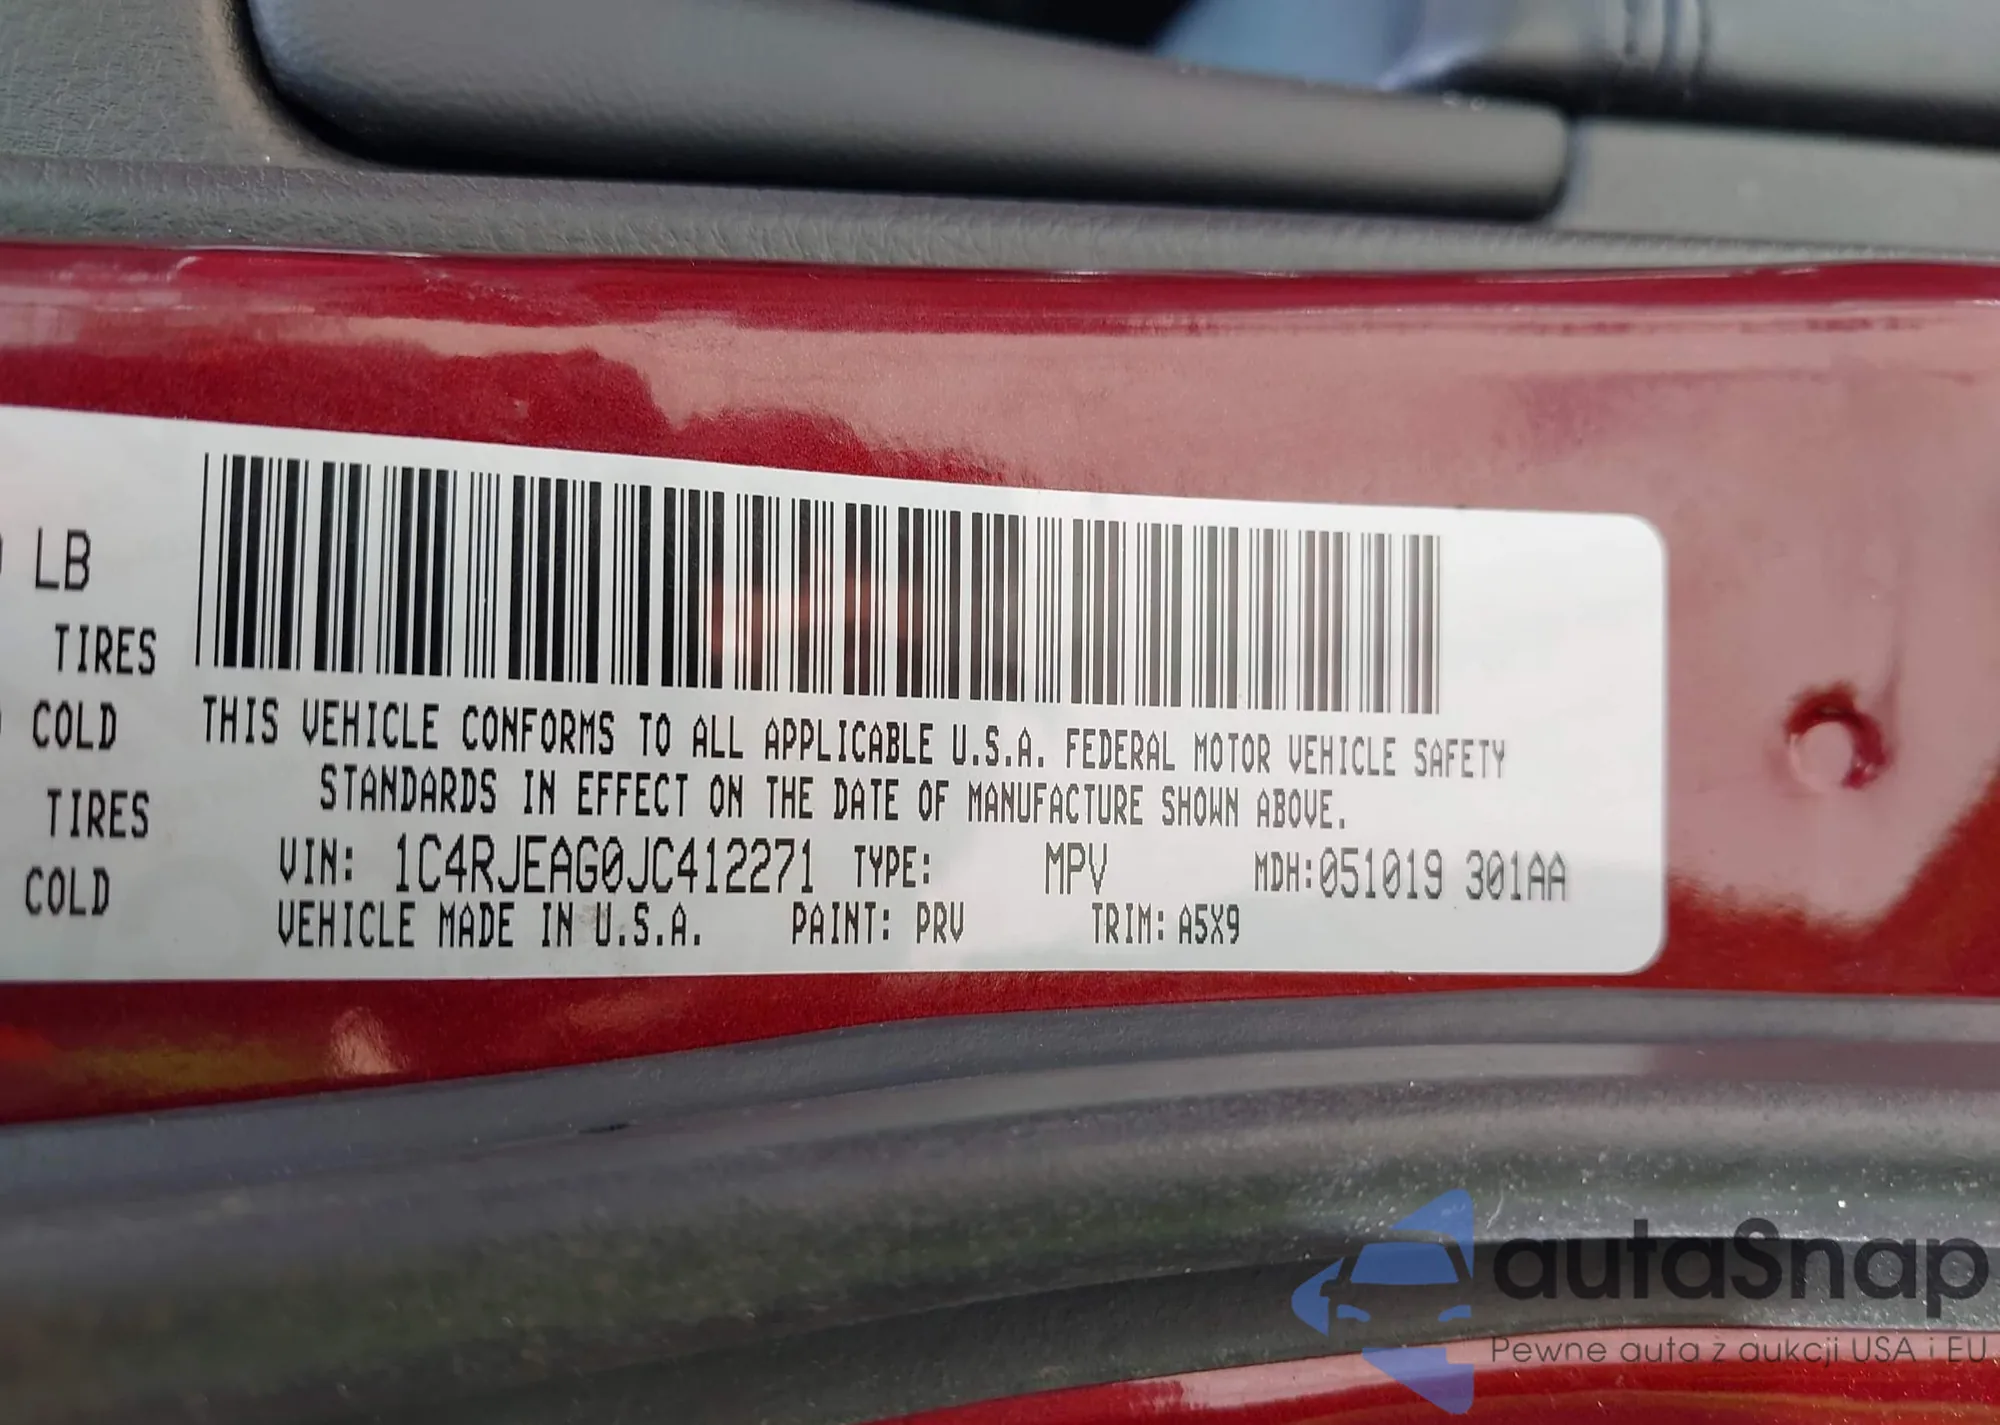 LB
TIRES
COLD
TIRES
COLD
THIS VEHICLE CONFORMS TO ALL APPLICABLE U.S.A. FEDERAL MOTOR VEHICLE SAFETY
STANDARDS IN EFFECT ON THE DATE OF MANUFACTURE SHOWN ABOVE.
VIN: 1C4RJEAG0JC412271 TYPE: MPV MDH:051019 301AA
VEHICLE MADE IN U.S.A. PAINT: PRV TRIM: A5X9
autaSnap
Pewne auta z aukcji USA i EU